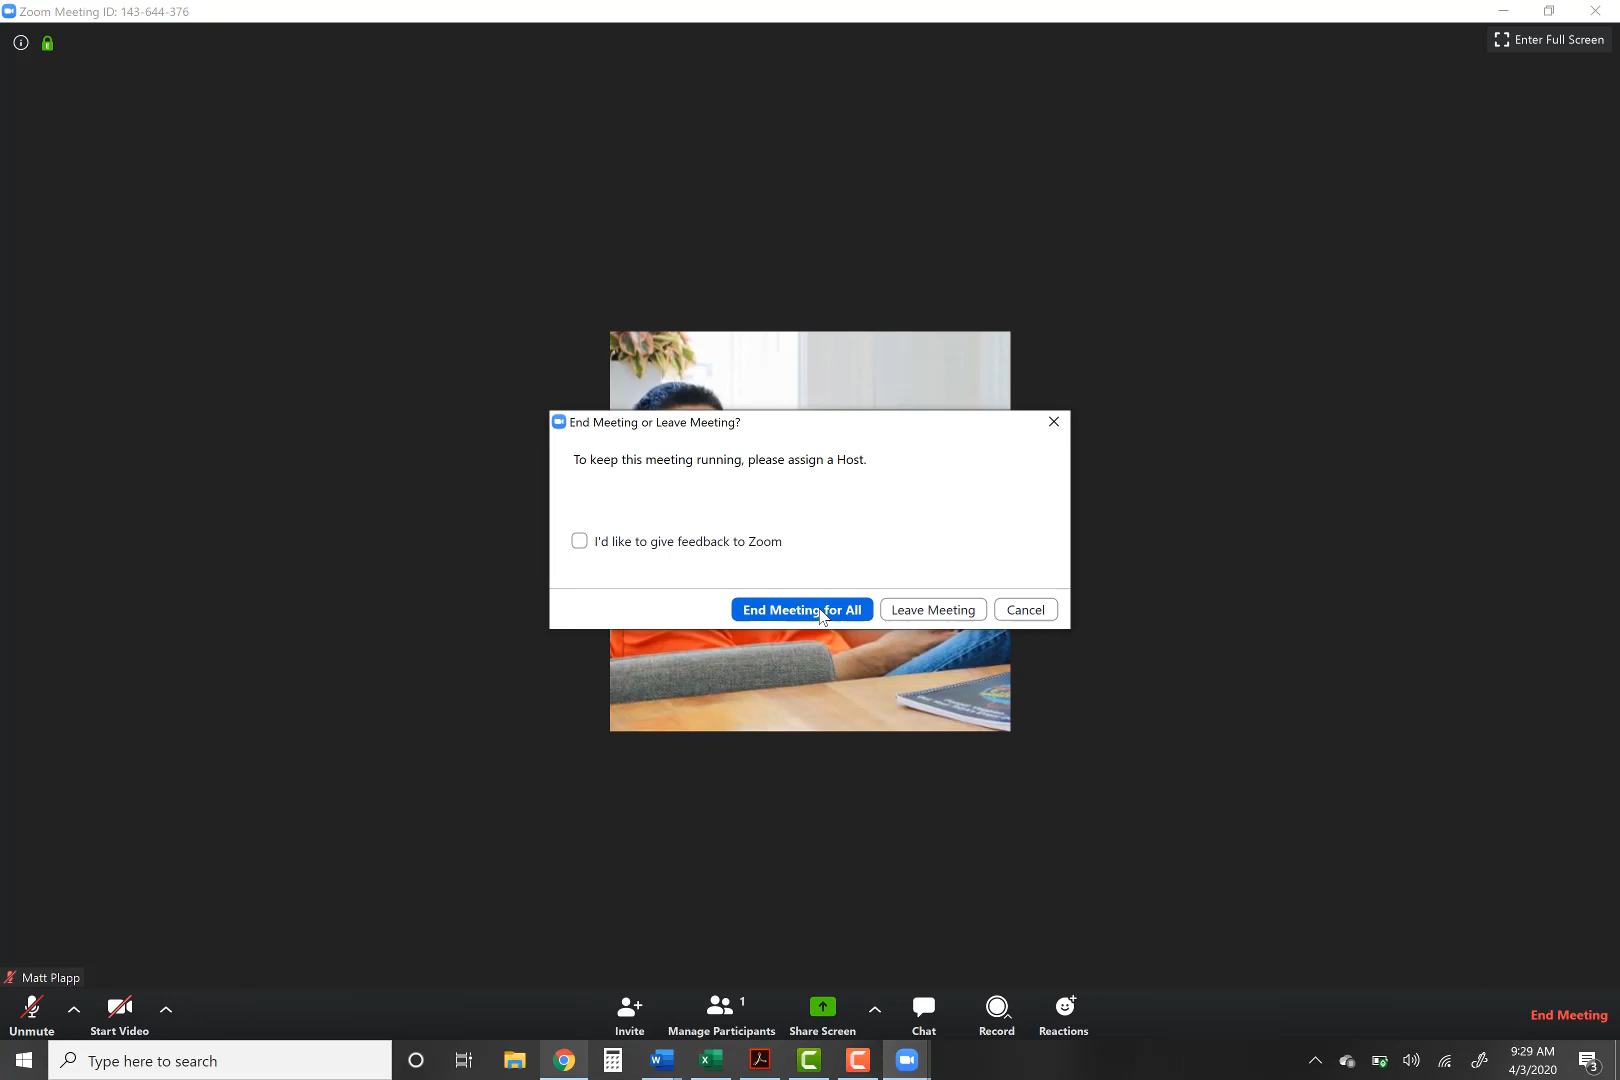 Zoom Meeting ID: 143-644-376
Enter Full Screen
End Meeting or Leave Meeting?
To keep this meeting running, please assign a Host.
I'd like to give feedback to Zoom
End Meeting for All
Leave Meeting
Cancel
Matt Plapp
Unmute
Start Video
Invite
1
Manage Participants
Share Screen
Chat
Record
Reactions
End Meeting
Type here to search
9:29 AM
4/3/2020
3